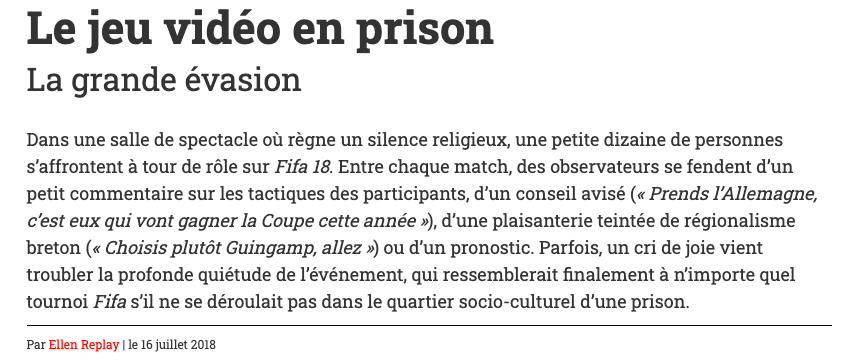 Le jeu vidéo en prison
La grande évasion
Dans une salle de spectacle où règne un silence religieux, une petite dizaine de personnes
s’affrontent à tour de rôle sur Fifa 18. Entre chaque match, des observateurs se fendent d’un
petit commentaire sur les tactiques des participants, d’un conseil avisé (« Prends l’Allemagne,
c’est eux qui vont gagner la Coupe cette année »), d’une plaisanterie teintée de régionalisme
breton (« Choisis plutôt Guingamp, allez ») ou d’un pronostic. Parfois, un cri de joie vient
troubler la profonde quiétude de l’événement, qui ressemblerait finalement à n’importe quel
tournoi Fifa s’il ne se déroulait pas dans le quartier socio-culturel d’une prison.
Par Ellen Replay | le 16 juillet 2018